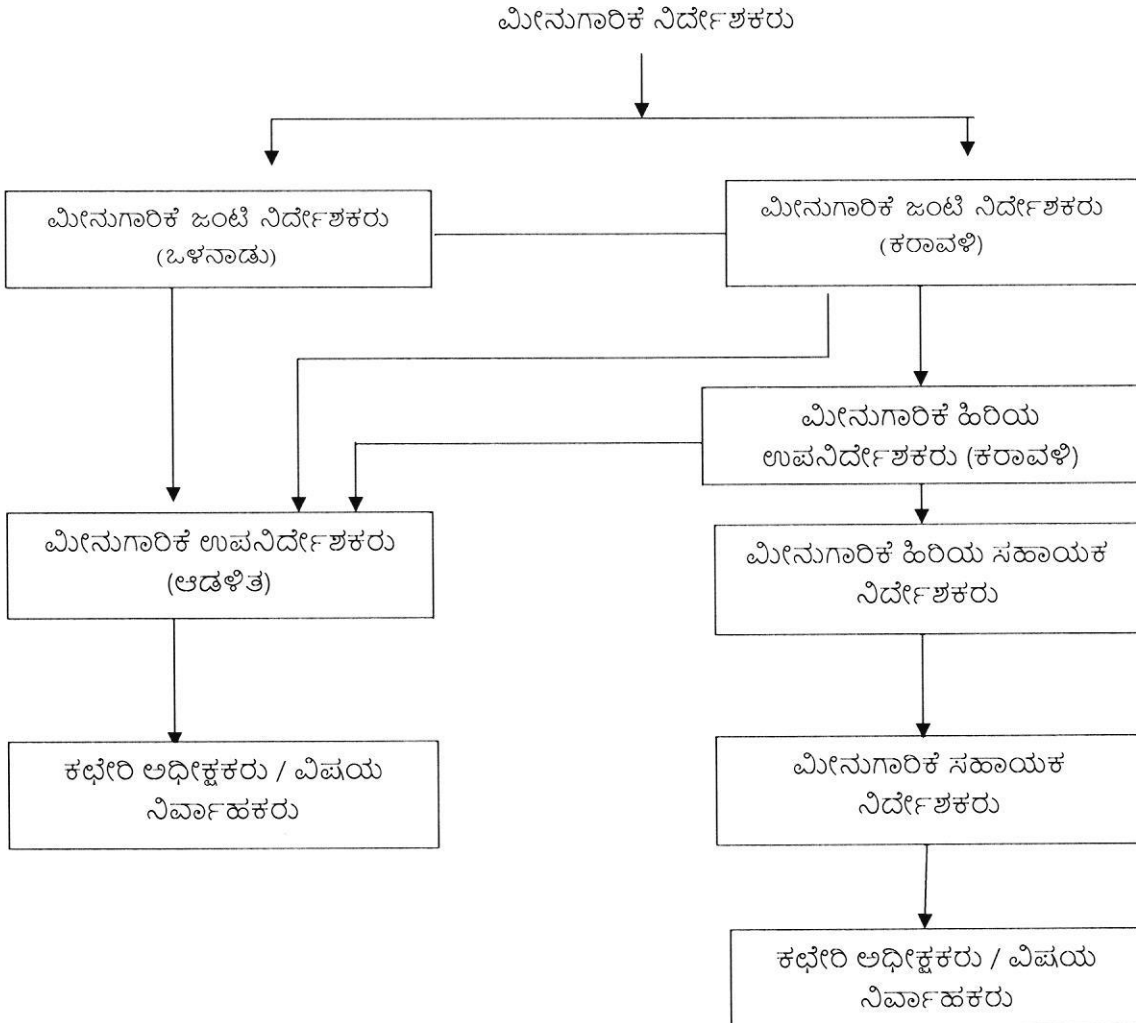 ಮೀನುಗಾರಿಕೆ ನಿರ್ದೇಶಕರು
ಮೀನುಗಾರಿಕೆ ಜಂಟಿ ನಿರ್ದೇಶಕರು
(ಒಳನಾಡು)
ಮೀನುಗಾರಿಕೆ ಜಂಟಿ ನಿರ್ದೇಶಕರು
(ಕರಾವಳಿ)
ಮೀನುಗಾರಿಕೆ ಹಿರಿಯ
ಉಪನಿರ್ದೇಶಕರು (ಕರಾವಳಿ)
ಮೀನುಗಾರಿಕೆ ಉಪನಿರ್ದೇಶಕರು
(ಆಡಳಿತ)
ಮೀನುಗಾರಿಕೆ ಹಿರಿಯ ಸಹಾಯಕ
ನಿರ್ದೇಶಕರು
ಕಛೇರಿ ಅಧೀಕ್ಷಕರು / ವಿಷಯ
ನಿರ್ವಾಹಕರು
ಮೀನುಗಾರಿಕೆ ಸಹಾಯಕ
ನಿರ್ದೇಶಕರು
ಕಛೇರಿ ಅಧೀಕ್ಷಕರು / ವಿಷಯ
ನಿರ್ವಾಹಕರು